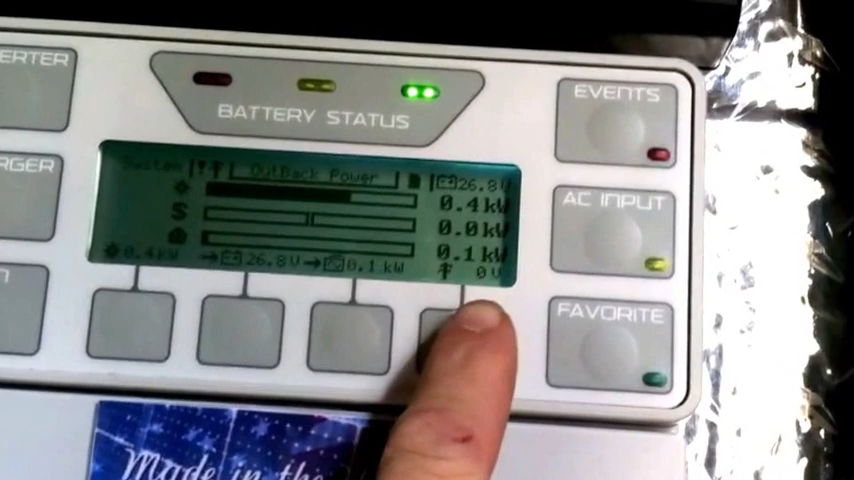 ERTER
BATTERY STATUS
EVENTS
RGER
AC INPUT
N
FAVORITE
System
OutBack Power
26.8V
0.4kW
$
0.0kW
0.1kW
0.4kW
26.8V
0.1kW
0V
Made in the